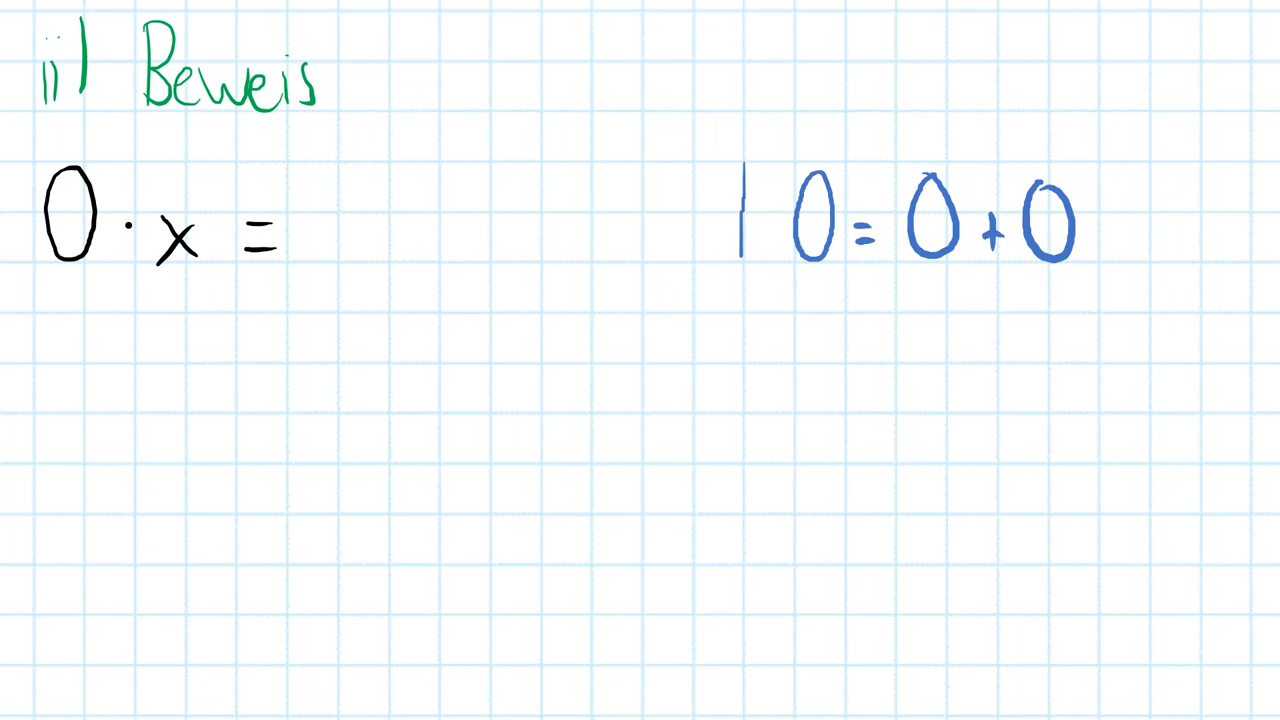 ii) Beweis
0 · x = | 0 = 0 + 0